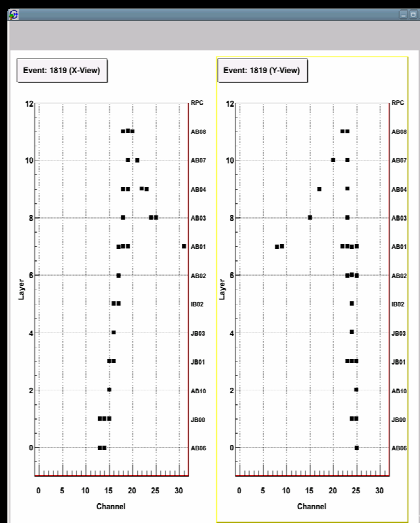 Event: 1819 (X-View)
12
RPC
AB08
10
AB07
AB04
8
AB03
AB01
6
AB02
Layer
IB02
4
JB03
JB01
2
AB10
JB00
0
AB06
0 5 10 15 20 25 30
Channel
Event: 1819 (Y-View)
12
RPC
AB08
10
AB07
AB04
8
AB03
AB01
6
AB02
Layer
IB02
4
JB03
JB01
2
AB10
JB00
0
AB06
0 5 10 15 20 25 30
Channel